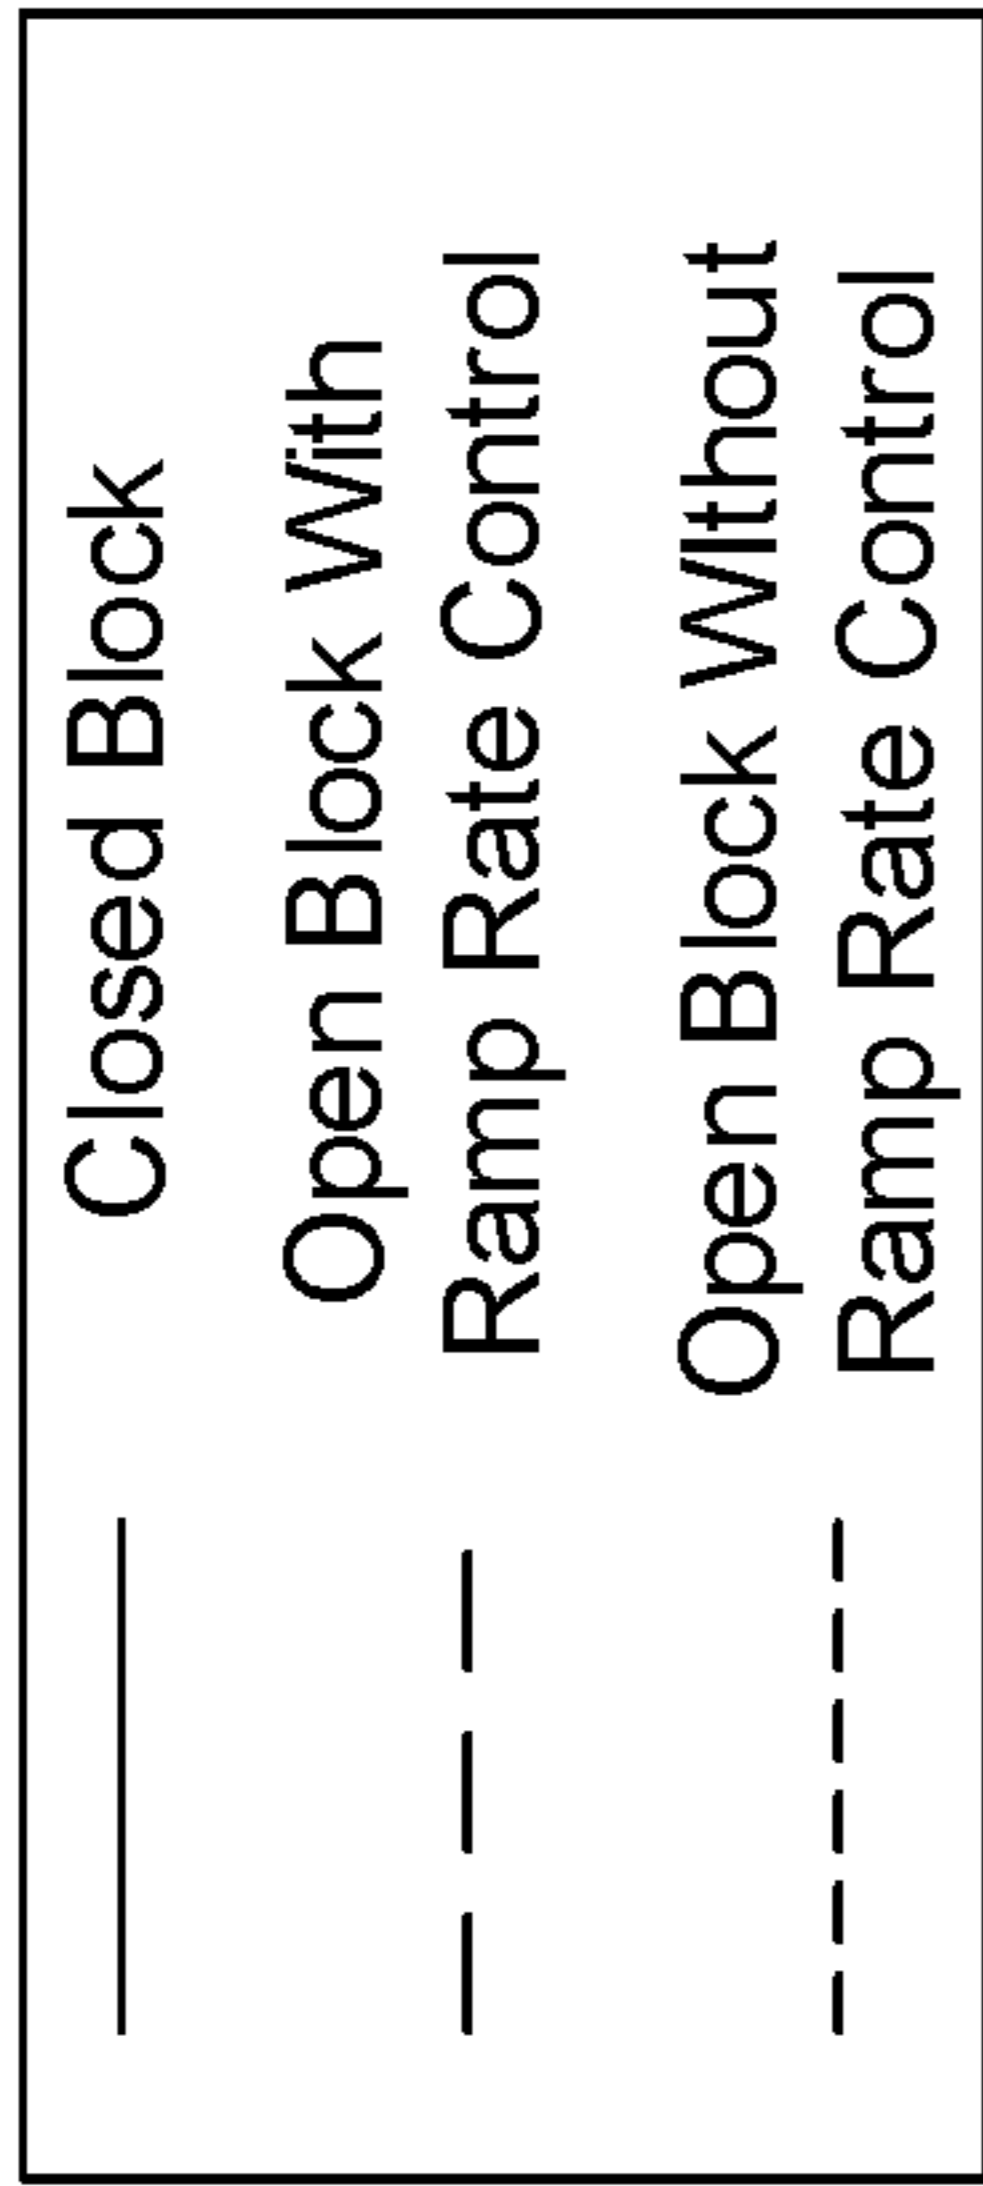 Closed Block
Open Block With
Ramp Rate Control
Open Block WIthout
Ramp Rate Control